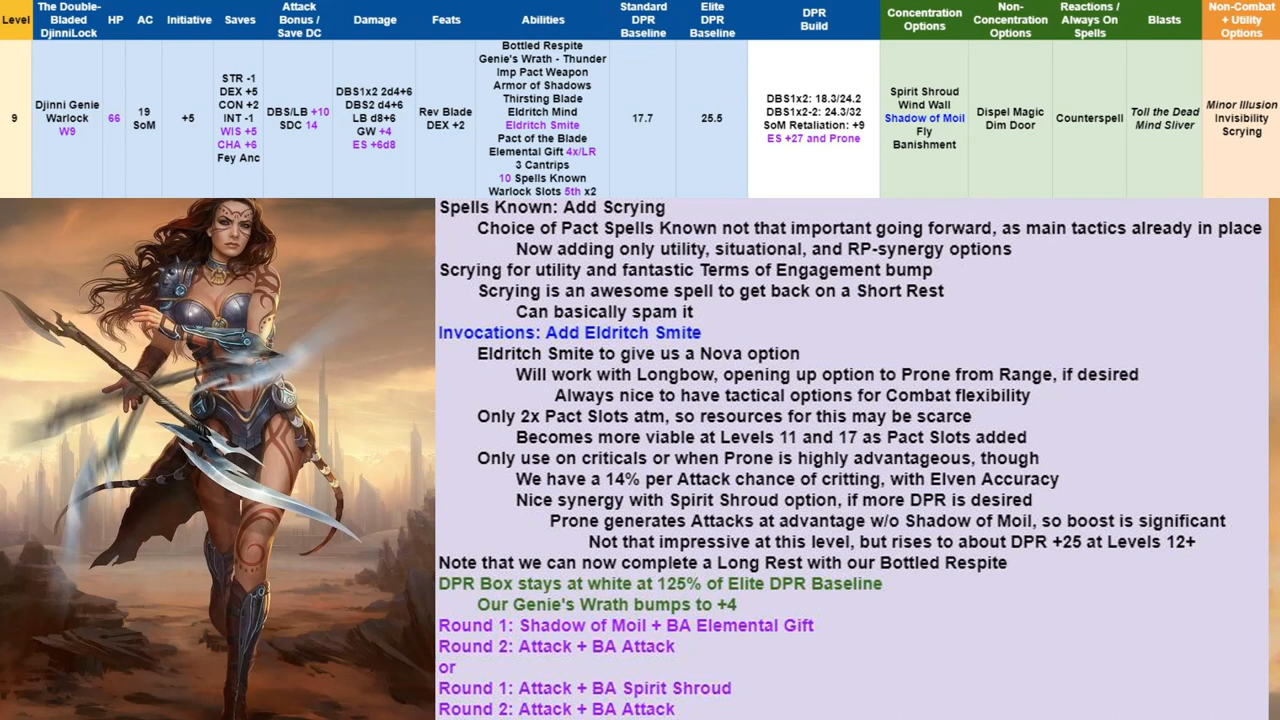 Level
The Double-
Bladed
DjinniLock
HP
AC
Initiative
Saves
Attack
Bonus /
Save DC
Damage
Feats
Abilities
Standard
DPR
Baseline
Elite
DPR
Baseline
DPR
Build
Concentration
Options
Non-
Concentration
Options
Reactions /
Always On
Spells
Blasts
Non-Combat
+ Utility
Options
9
Djinni Genie
Warlock
W9
66
19
SoM
+5
STR -1
DEX +5
CON +2
INT -1
WIS +5
CHA +6
Fey Anc
DBS/LB +10
SDC 14
DBS1x2 2d4+6
DBS2 d4+6
LB d8+6
GW +4
ES +6d8
Rev Blade
DEX +2
Bottled Respite
Genie's Wrath - Thunder
Imp Pact Weapon
Armor of Shadows
Thirsting Blade
Eldritch Mind
Eldritch Smite
Pact of the Blade
Elemental Gift 4x/LR
3 Cantrips
10 Spells Known
Warlock Slots 5th x2
17.7
25.5
DBS1x2: 18.3/24.2
DBS1x2-2: 24.3/32
SoM Retaliation: +9
ES +27 and Prone
Spirit Shroud
Wind Wall
Shadow of Moil
Fly
Banishment
Dispel Magic
Dim Door
Counterspell
Toll the Dead
Mind Sliver
Minor Illusion
Invisibility
Scrying
Spells Known: Add Scrying
Choice of Pact Spells Known not that important going forward, as main tactics already in place
Now adding only utility, situational, and RP-synergy options
Scrying for utility and fantastic Terms of Engagement bump
Scrying is an awesome spell to get back on a Short Rest
Can basically spam it
Invocations: Add Eldritch Smite
Eldritch Smite to give us a Nova option
Will work with Longbow, opening up option to Prone from Range, if desired
Always nice to have tactical options for Combat flexibility
Only 2x Pact Slots atm, so resources for this may be scarce
Becomes more viable at Levels 11 and 17 as Pact Slots added
Only use on criticals or when Prone is highly advantageous, though
We have a 14% per Attack chance of critting, with Elven Accuracy
Nice synergy with Spirit Shroud option, if more DPR is desired
Prone generates Attacks at advantage w/o Shadow of Moil, so boost is significant
Not that impressive at this level, but rises to about DPR +25 at Levels 12+
Note that we can now complete a Long Rest with our Bottled Respite
DPR Box stays at white at 125% of Elite DPR Baseline
Our Genie's Wrath bumps to +4
Round 1: Shadow of Moil + BA Elemental Gift
Round 2: Attack + BA Attack
or
Round 1: Attack + BA Spirit Shroud
Round 2: Attack + BA Attack